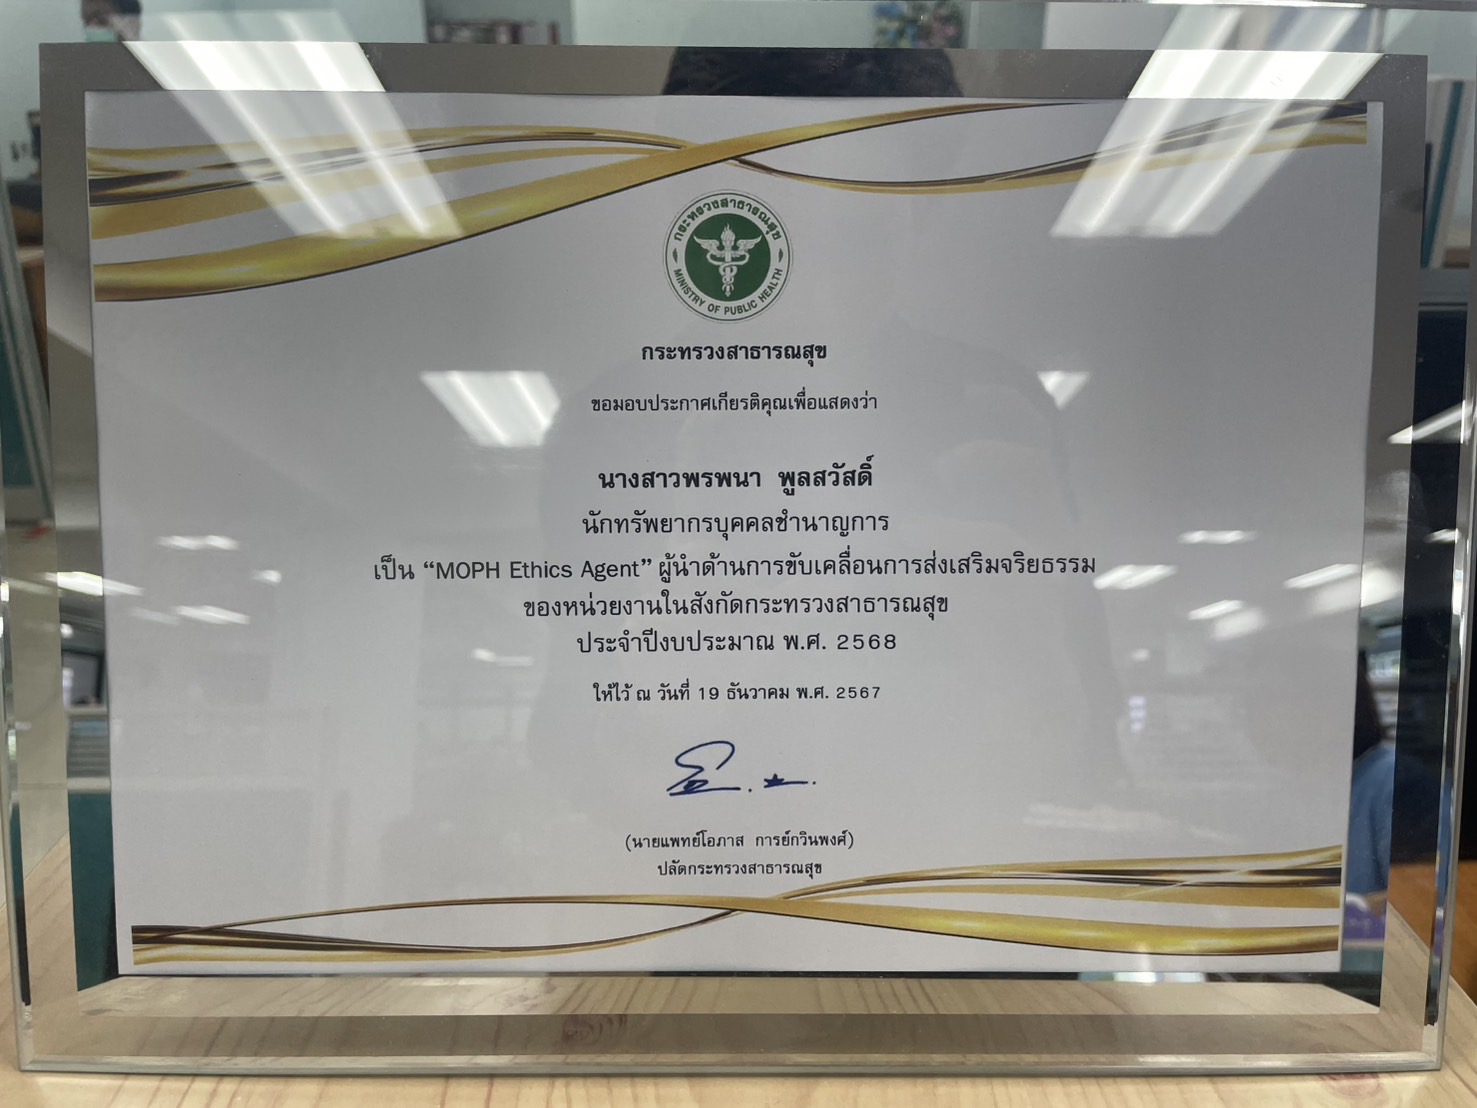 กระทรวงสาธารณสุข
MINISTRY OF PUBLIC HEALTH
กระทรวงสาธารณสุข
ขอมอบประกาศเกียรติคุณเพื่อแสดงว่า
นางสาวพรพนา พูลสวัสดิ์
นักทรัพยากรบุคคลชำนาญการ
เป็น “MOPH Ethics Agent” ผู้นำด้านการขับเคลื่อนการส่งเสริมจริยธรรม
ของหน่วยงานในสังกัดกระทรวงสาธารณสุข
ประจำปีงบประมาณ พ.ศ. 2568
ให้ไว้ ณ วันที่ 19 ธันวาคม พ.ศ. 2567
(นายแพทย์โอภาส การย์กวินพงศ์)
ปลัดกระทรวงสาธารณสุข